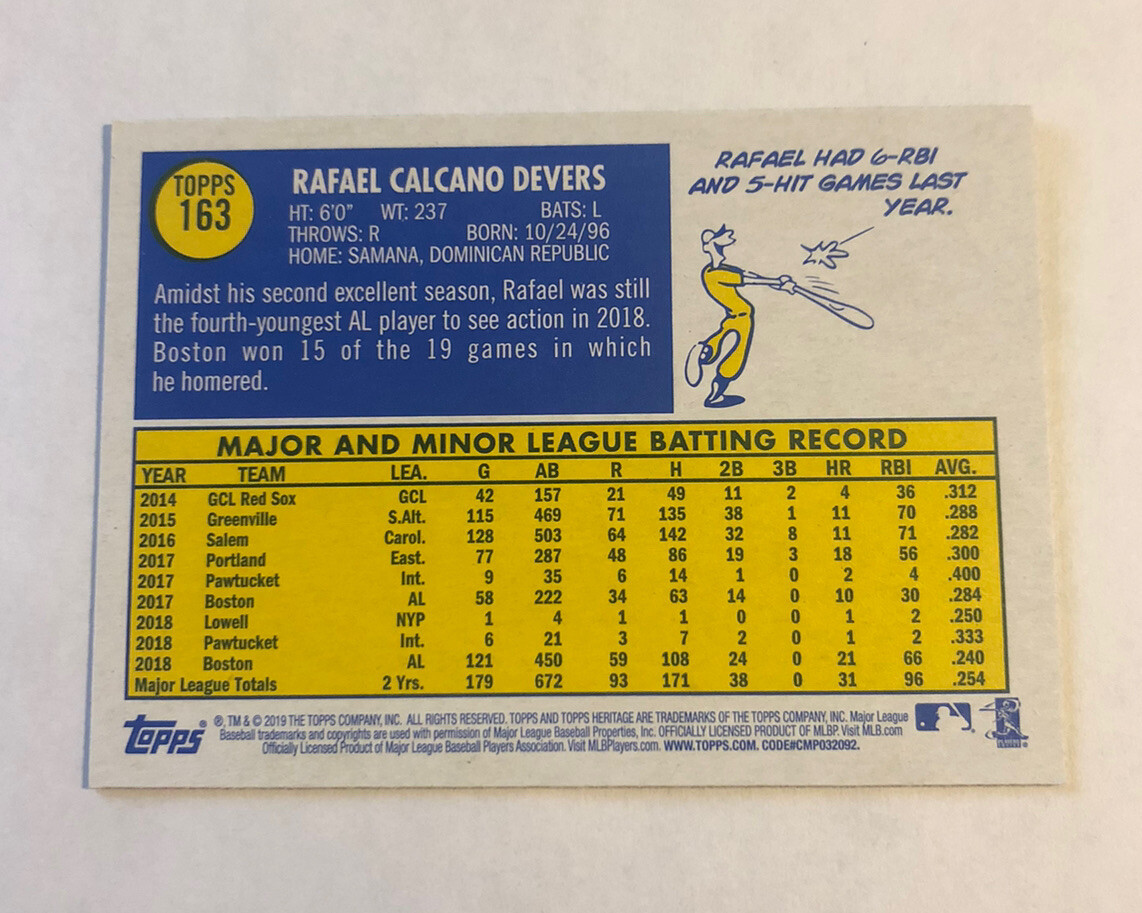 TOPPS
163
RAFAEL CALCANO DEVERS
HT: 6'0" WT: 237 BATS: L
THROWS: R BORN: 10/24/96
HOME: SAMANA, DOMINICAN REPUBLIC
Amidst his second excellent season, Rafael was still
the fourth-youngest AL player to see action in 2018.
Boston won 15 of the 19 games in which
he homered.
RAFAEL HAD 6-RBI
AND 5-HIT GAMES LAST
YEAR.
MAJOR AND MINOR LEAGUE BATTING RECORD
YEAR TEAM LEA. G AB R H 2B 3B HR RBI AVG.
2014 GCL Red Sox GCL 42 157 21 49 11 2 4 36 .312
2015 Greenville S.Alt. 115 469 71 135 38 1 11 70 .288
2016 Salem Carol. 128 503 64 142 32 8 11 71 .282
2017 Portland East. 77 287 48 86 19 3 18 56 .300
2017 Pawtucket Int. 9 35 6 14 1 0 2 4 .400
2017 Boston AL 58 222 34 63 14 0 10 30 .284
2018 Lowell NYP 1 4 1 1 0 0 1 2 .250
2018 Pawtucket Int. 6 21 3 7 2 0 1 2 .333
2018 Boston AL 121 450 59 108 24 0 21 66 .240
Major League Totals 2 Yrs. 179 672 93 171 38 0 31 96 .254
Topps® ®, TM & © 2019 THE TOPPS COMPANY, INC. ALL RIGHTS RESERVED. TOPPS AND TOPPS HERITAGE ARE TRADEMARKS OF THE TOPPS COMPANY, INC. Major League
Baseball trademarks and copyrights are used with permission of Major League Baseball Properties, Inc. OFFICIALLY LICENSED PRODUCT OF MLBP. Visit MLB.com
Officially Licensed Product of Major League Baseball Players Association. Visit MLBPlayers.com. WWW.TOPPS.COM. CODE#CMP032092.